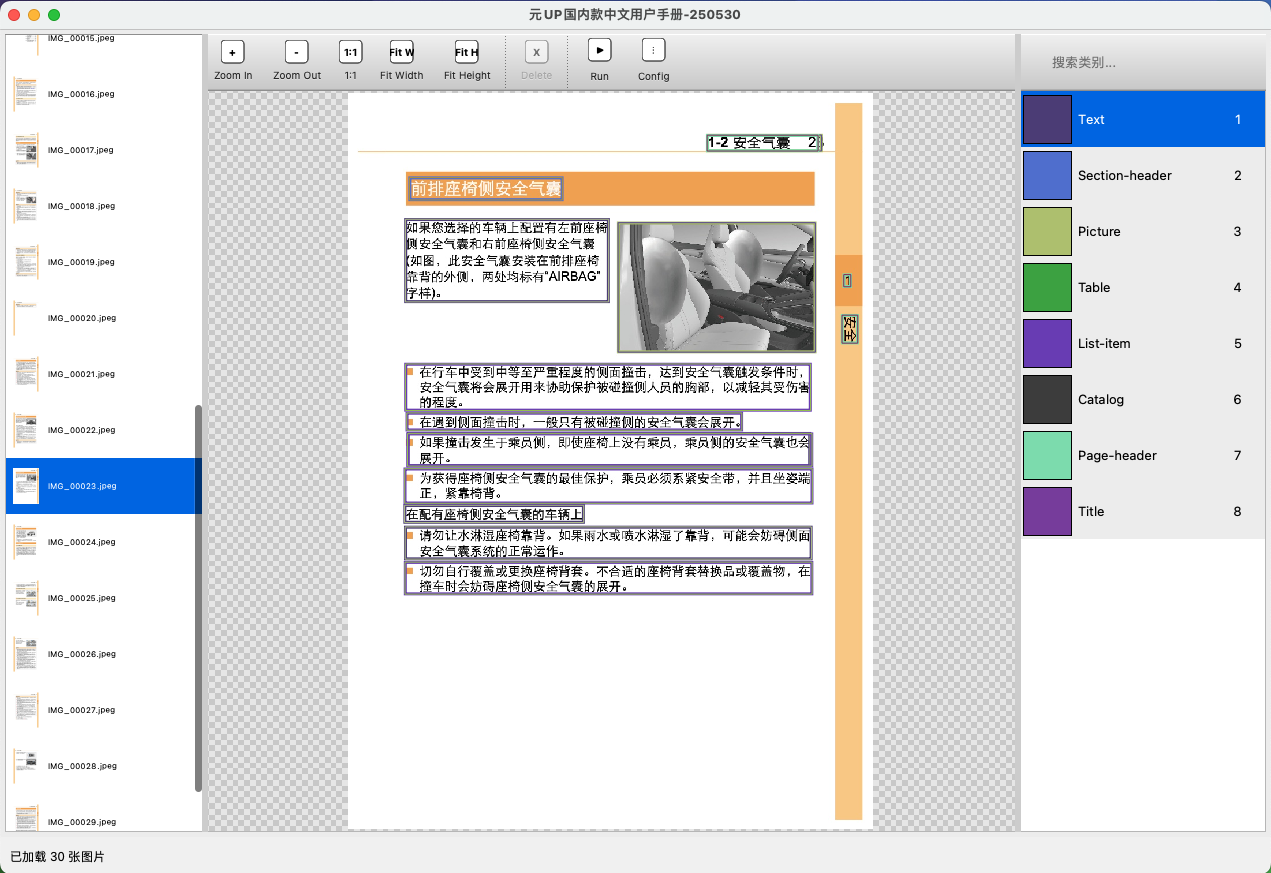 元UP国内款中文用户手册-250530
IMG_00015.jpeg
IMG_00016.jpeg
IMG_00017.jpeg
IMG_00018.jpeg
IMG_00019.jpeg
IMG_00020.jpeg
IMG_00021.jpeg
IMG_00022.jpeg
IMG_00023.jpeg
IMG_00024.jpeg
IMG_00025.jpeg
IMG_00026.jpeg
IMG_00027.jpeg
IMG_00028.jpeg
IMG_00029.jpeg
+ - 1:1 Fit W Fit H X
Zoom In Zoom Out 1:1 Fit Width Fit Height Delete Run Config
1-2 安全气囊
前排座椅侧安全气囊
如果您选择的车辆上配置有左前座椅
侧安全气囊和右前座椅侧安全气囊
(如图，此安全气囊安装在前排座椅
靠背的外侧，两处均标有"AIRBAG"
字样)。
1
安全
在行车中受到中等至严重程度的侧面撞击，达到安全气囊触发条件时，
安全气囊将会展开用来协助保护被碰撞侧人员的胸部，以减轻其受伤害
的程度。
在遇到侧面撞击时，一般只有被碰撞侧的安全气囊会展开。
如果撞击发生于乘员侧，即使座椅上没有乘员，乘员侧的安全气囊也会
展开。
为获得座椅侧安全气囊的最佳保护，乘员必须系紧安全带，并且坐姿端
正，紧靠椅背。
在配有座椅侧安全气囊的车辆上
请勿让水淋湿座椅靠背。如果雨水或喷水淋湿了靠背，可能会妨碍侧面
安全气囊系统的正常运作。
切勿自行覆盖或更换座椅背套。不合适的座椅背套替换品或覆盖物，在
撞车时会妨碍座椅侧安全气囊的展开。
搜索类别...
Text 1
Section-header 2
Picture 3
Table 4
List-item 5
Catalog 6
Page-header 7
Title 8
已加载 30 张图片